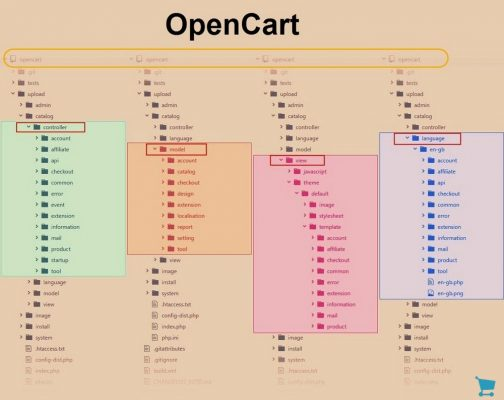 OpenCart
opencart
.git
tests
upload
admin
catalog
controller
account
affiliate
api
checkout
common
error
event
extension
information
mail
product
startup
tool
language
model
view
image
install
system
.htaccess.txt
config-dist.php
index.php
opencart
.git
tests
upload
admin
catalog
controller
language
model
account
catalog
checkout
design
extension
localisation
report
setting
tool
view
image
install
system
.htaccess.txt
config-dist.php
index.php
php.ini
.gitattributes
.gitignore
build.xml
opencart
.git
tests
upload
admin
catalog
controller
language
model
view
javascript
theme
default
image
stylesheet
template
account
affiliate
checkout
common
error
extension
information
mail
product
image
install
system
.htaccess.txt
config-dist.php
opencart
.git
tests
upload
admin
catalog
controller
language
en-gb
account
affiliate
api
checkout
common
error
extension
information
mail
product
tool
en-gb.php
en-gb.png
model
view
image
install
system
.htaccess.txt
config-dist.php
index.php